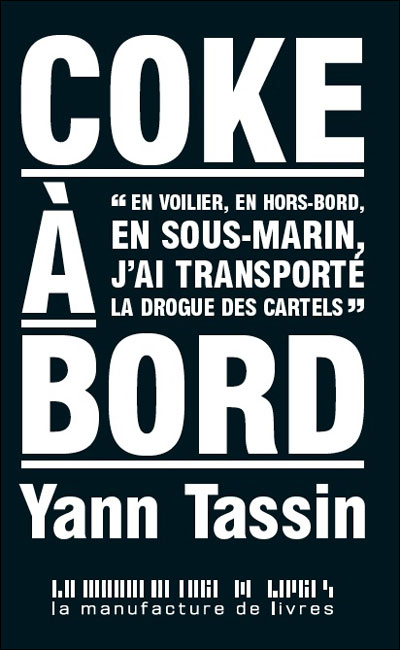 COKE
À
“ EN VOILIER, EN HORS-BORD,
EN SOUS-MARIN,
J’AI TRANSPORTÉ
LA DROGUE DES CARTELS ”
BORD
Yann Tassin
la manufacture de livres